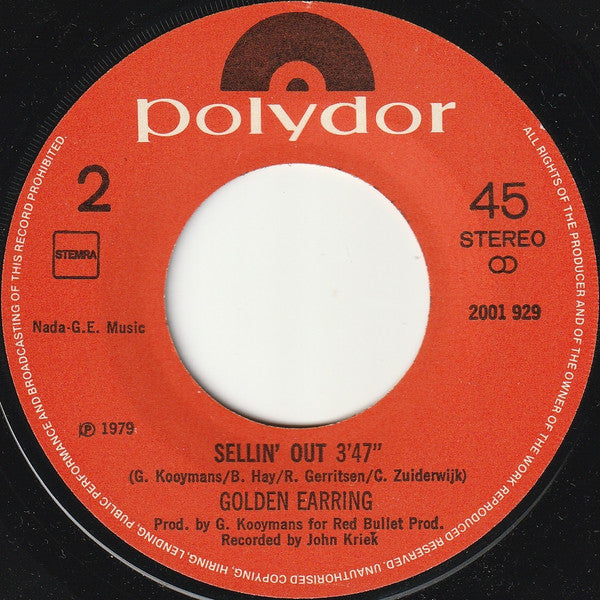 polydor
2
45
STEREO
STEMRA
2001 929
Nada-G.E. Music
℗ 1979
SELLIN' OUT 3'47"
(G. Kooymans/B. Hay/R. Gerritsen/C. Zuiderwijk)
GOLDEN EARRING
Prod. by G. Kooymans for Red Bullet Prod.
Recorded by John Kriek
ALL RIGHTS OF THE PRODUCER AND OF THE OWNER OF THE WORK REPRODUCED RESERVED. UNAUTHORISED COPYING, HIRING, LENDING, PUBLIC PERFORMANCE AND BROADCASTING OF THIS RECORD PROHIBITED.